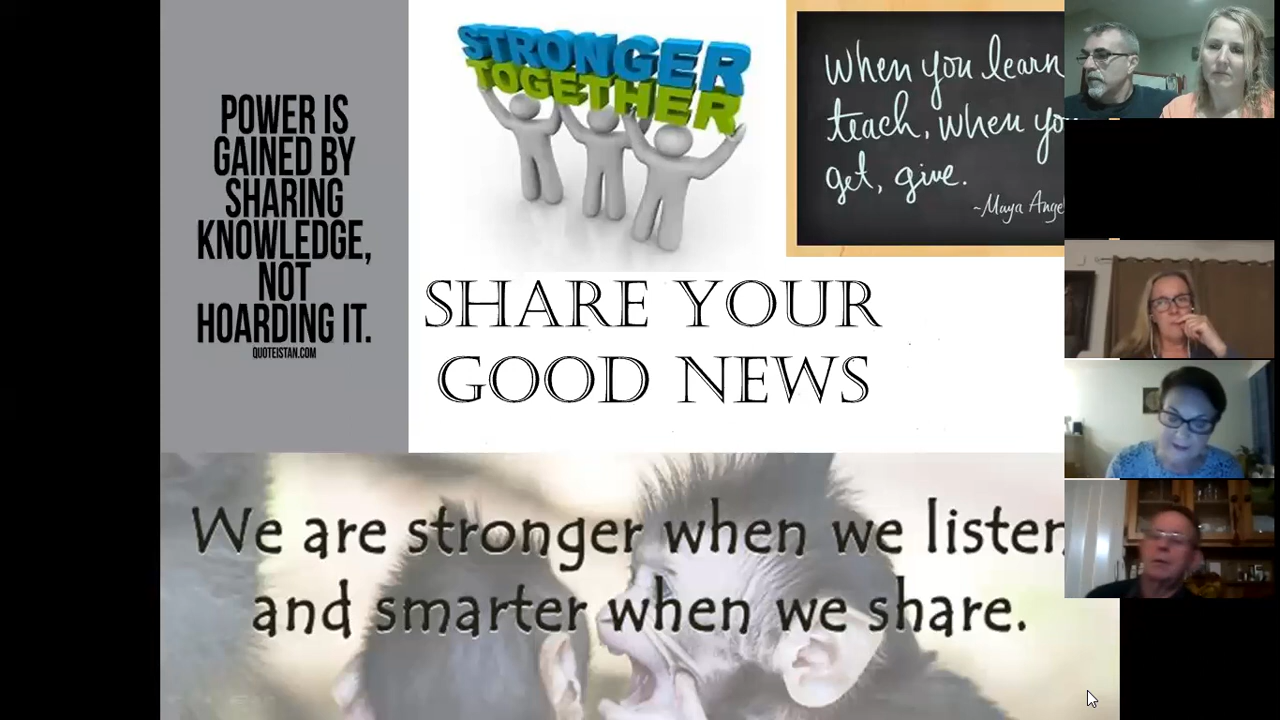 POWER IS
GAINED BY
SHARING
KNOWLEDGE,
NOT
HOARDING IT.
QUOTEISTAN.COM
STRONGER
TOGETHER
When you learn
teach, when yo
get, give.
~Maya Ange
SHARE YOUR
GOOD NEWS
We are stronger when we listen
and smarter when we share.